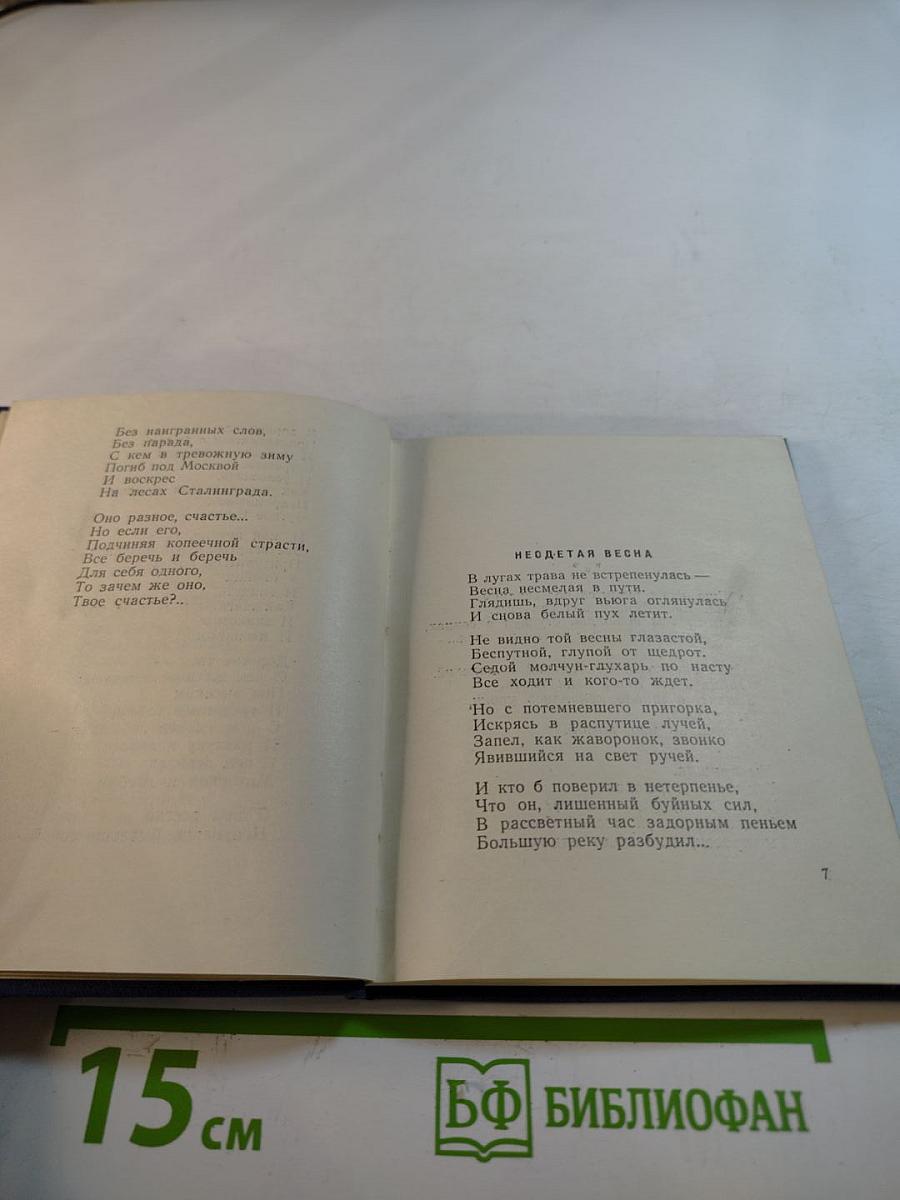 Без наигранных слов,
Без парада,
С кем в тревожную зиму
Погиб под Москвой
И воскрес
На лесах Сталинграда.
Оно разное, счастье...
Но если его,
Подчиняя копеечной страсти,
Все беречь и беречь
Для себя одного,
То зачем же оно,
Твое счастье?..
НЕОДЕТАЯ ВЕСНА
В лугах трава не встрепенулась —
Весна несмелая в пути.
Глядишь, вдруг вьюга оглянулась
И снова белый пух летит.
Не видно той весны глазастой,
Беспутной, глупой от щедрот.
Седой молчун-глухарь по насту
Все ходит и кого-то ждет.
Но с потемневшего пригорка,
Искрясь в распутице лучей,
Запел, как жаворонок, звонко
Явившийся на свет ручей.
И кто б поверил в нетерпенье,
Что он, лишенный буйных сил,
В рассветный час задорным пеньем
Большую реку разбудил...
7
15 см
БФ БИБЛИОФАН